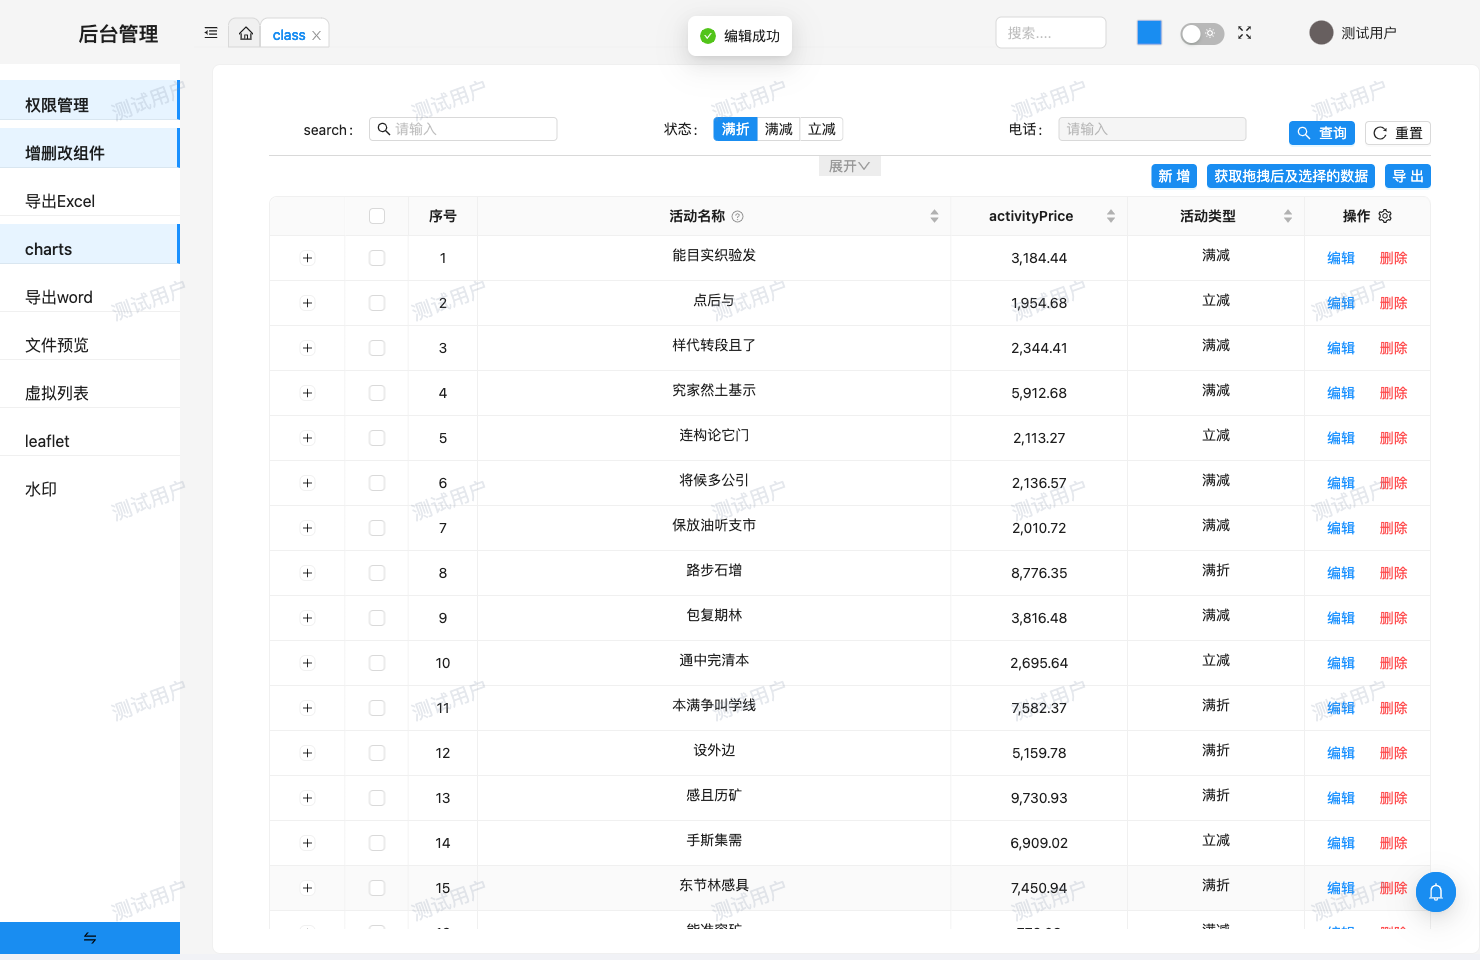 后台管理
class
编辑成功
搜索....
测试用户
权限管理
增删改组件
导出Excel
charts
导出word
文件预览
虚拟列表
leaflet
水印
search :
请输入
状态 :
满折 满减 立减
电话 :
请输入
查询
重置
展开
新 增
获取拖拽后及选择的数据
导 出
序号 活动名称 activityPrice 活动类型 操作
1 能目实织验发 3,184.44 满减 编辑 删除
2 点后与 1,954.68 立减 编辑 删除
3 样代转段且了 2,344.41 满减 编辑 删除
4 究家然土基示 5,912.68 满减 编辑 删除
5 连构论它门 2,113.27 立减 编辑 删除
6 将候多公引 2,136.57 满减 编辑 删除
7 保放油听支市 2,010.72 满减 编辑 删除
8 路步石增 8,776.35 满折 编辑 删除
9 包复期林 3,816.48 满减 编辑 删除
10 通中完清本 2,695.64 立减 编辑 删除
11 本满争叫学线 7,582.37 满折 编辑 删除
12 设外边 5,159.78 满折 编辑 删除
13 感且历矿 9,730.93 满折 编辑 删除
14 手斯集需 6,909.02 立减 编辑 删除
15 东节林感具 7,450.94 满折 编辑 删除